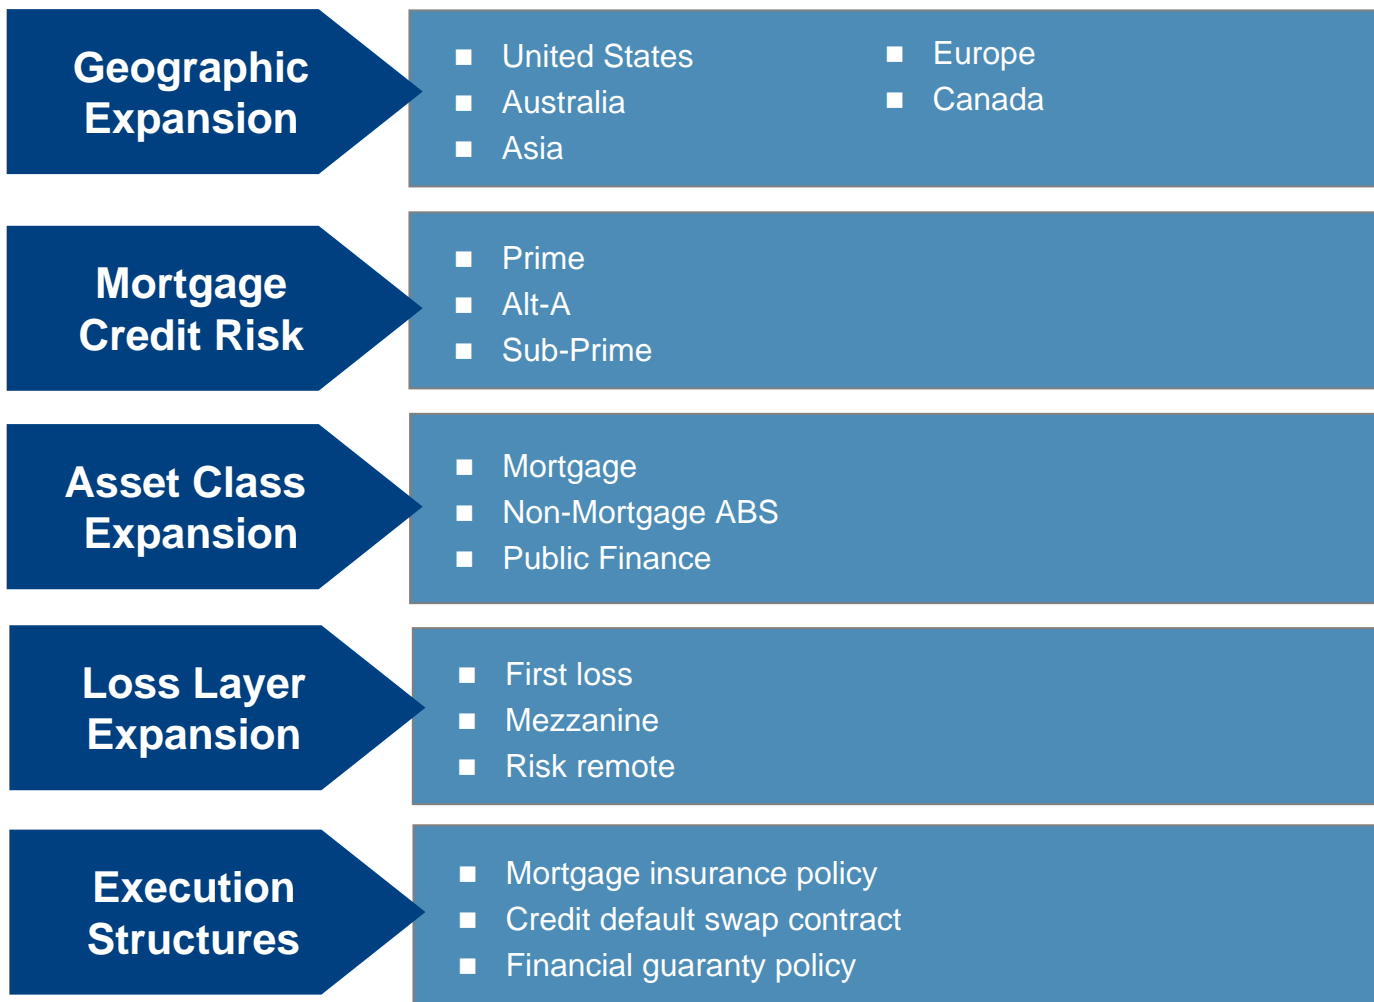 Geographic
Expansion
■ United States
■ Australia
■ Asia
■ Europe
■ Canada
Mortgage
Credit Risk
■ Prime
■ Alt-A
■ Sub-Prime
Asset Class
Expansion
■ Mortgage
■ Non-Mortgage ABS
■ Public Finance
Loss Layer
Expansion
■ First loss
■ Mezzanine
■ Risk remote
Execution
Structures
■ Mortgage insurance policy
■ Credit default swap contract
■ Financial guaranty policy